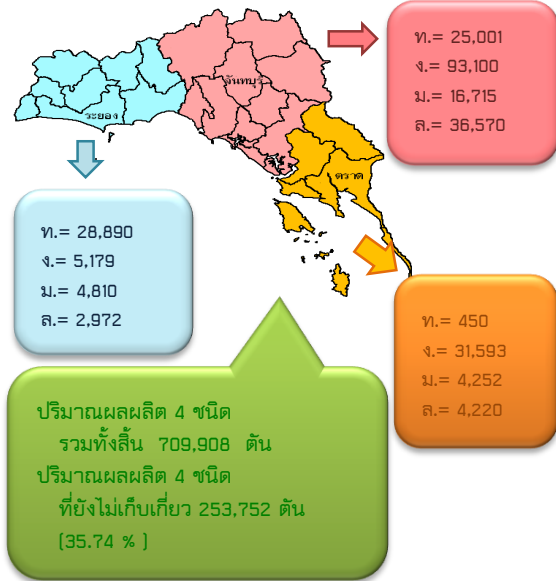 ท.= 25,001
ง.= 93,100
ม.= 16,715
ล.= 36,570
จันทบุรี
ระยอง
ตราด
ท.= 28,890
ง.= 5,179
ม.= 4,810
ล.= 2,972
ท.= 450
ง.= 31,593
ม.= 4,252
ล.= 4,220
ปริมาณผลผลิต 4 ชนิด
รวมทั้งสิ้น 709,908 ตัน
ปริมาณผลผลิต 4 ชนิด
ที่ยังไม่เก็บเกี่ยว 253,752 ตัน
(35.74 % )